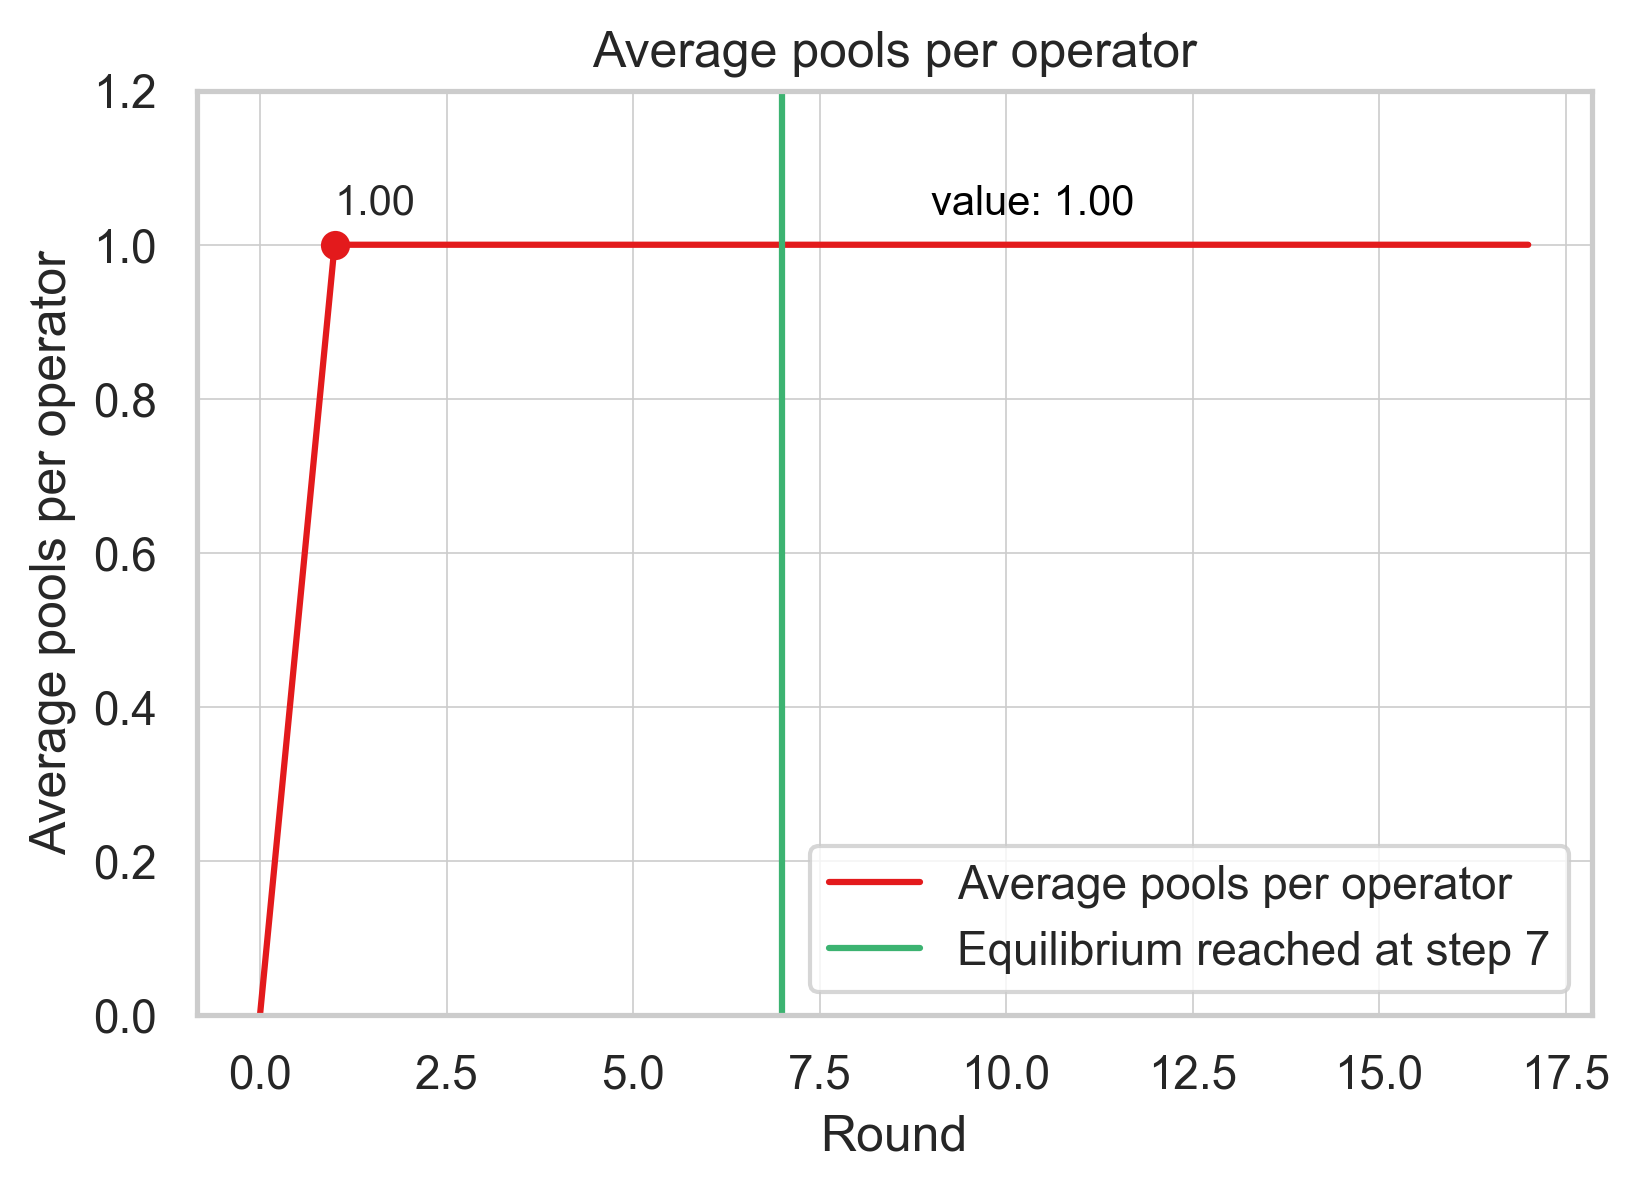 Average pools per operator
1.2
1.0
0.8
0.6
0.4
0.2
0.0
Average pools per operator
1.00
value: 1.00
Average pools per operator
Equilibrium reached at step 7
0.0 2.5 5.0 7.5 10.0 12.5 15.0 17.5
Round